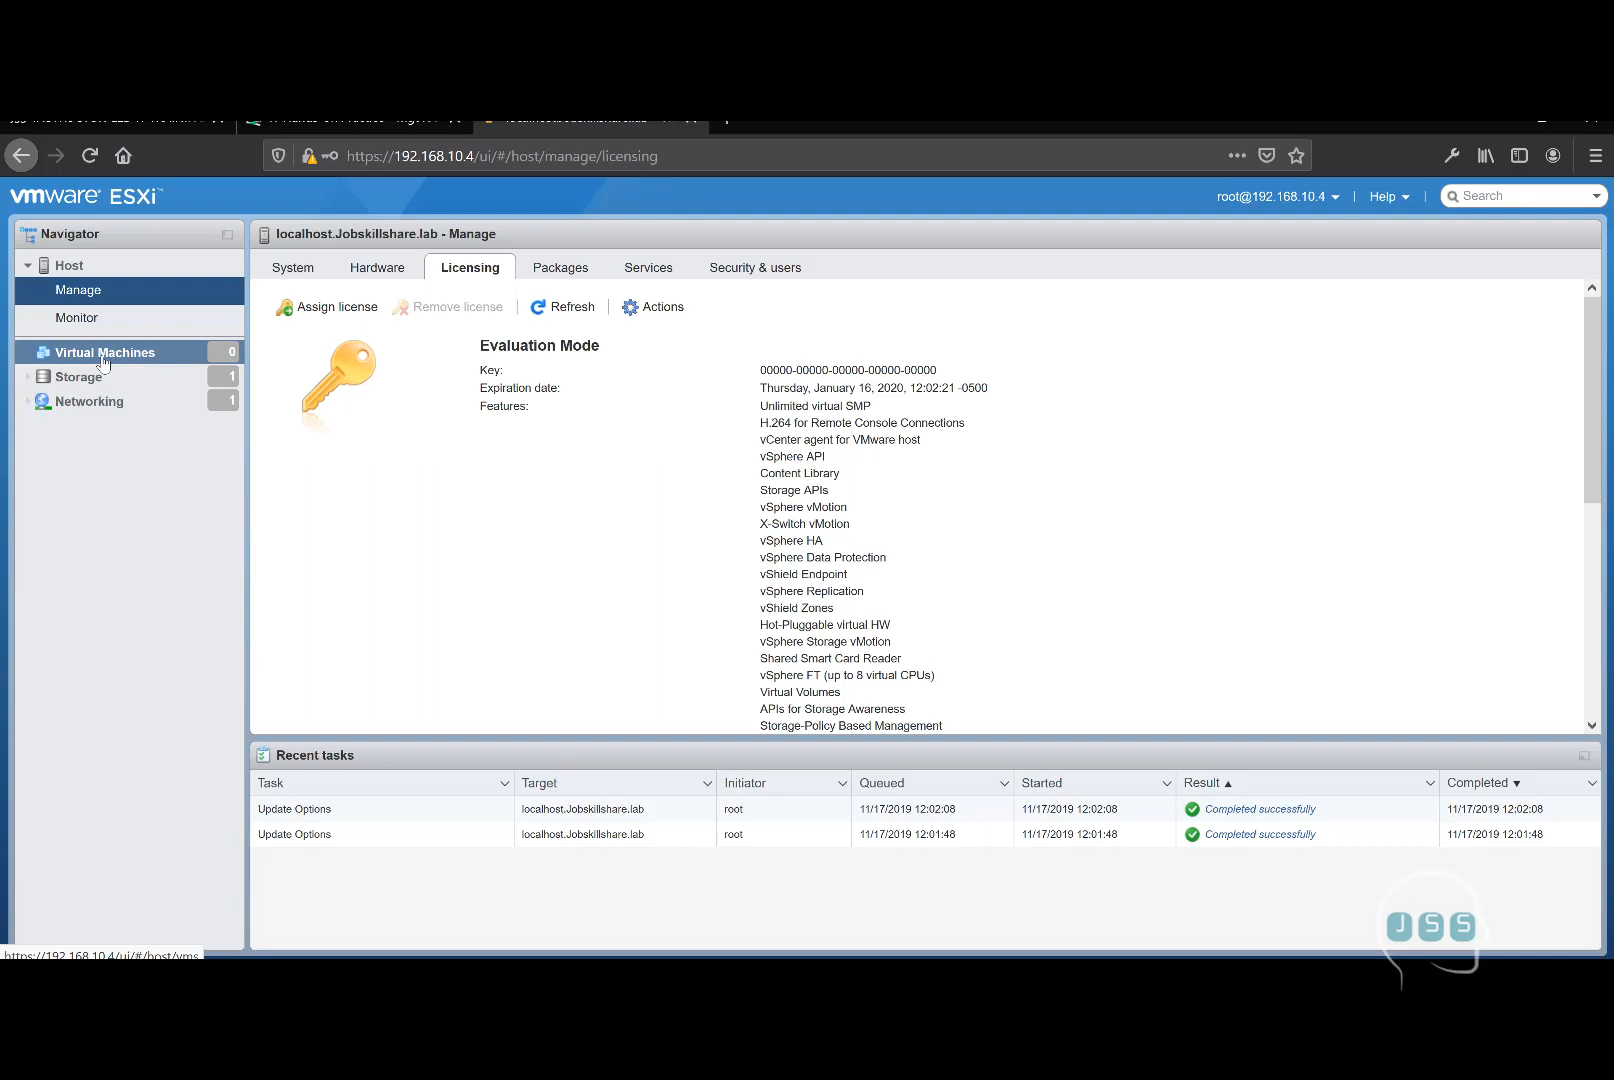 https://192.168.10.4/ui/#/host/manage/licensing
vmware ESXi™
root@192.168.10.4
Help
Search
Navigator
Host
Manage
Monitor
Virtual Machines 0
Storage 1
Networking 1
localhost.Jobskillshare.lab - Manage
System Hardware Licensing Packages Services Security & users
Assign license Remove license Refresh Actions
Evaluation Mode
Key: 00000-00000-00000-00000-00000
Expiration date: Thursday, January 16, 2020, 12:02:21 -0500
Features: Unlimited virtual SMP
H.264 for Remote Console Connections
vCenter agent for VMware host
vSphere API
Content Library
Storage APIs
vSphere vMotion
X-Switch vMotion
vSphere HA
vSphere Data Protection
vShield Endpoint
vSphere Replication
vShield Zones
Hot-Pluggable virtual HW
vSphere Storage vMotion
Shared Smart Card Reader
vSphere FT (up to 8 virtual CPUs)
Virtual Volumes
APIs for Storage Awareness
Storage-Policy Based Management
Recent tasks
Task Target Initiator Queued Started Result ▲ Completed ▼
Update Options localhost.Jobskillshare.lab root 11/17/2019 12:02:08 11/17/2019 12:02:08 Completed successfully 11/17/2019 12:02:08
Update Options localhost.Jobskillshare.lab root 11/17/2019 12:01:48 11/17/2019 12:01:48 Completed successfully 11/17/2019 12:01:48
JSS
https://192.168.10.4/ui/#/host/vms